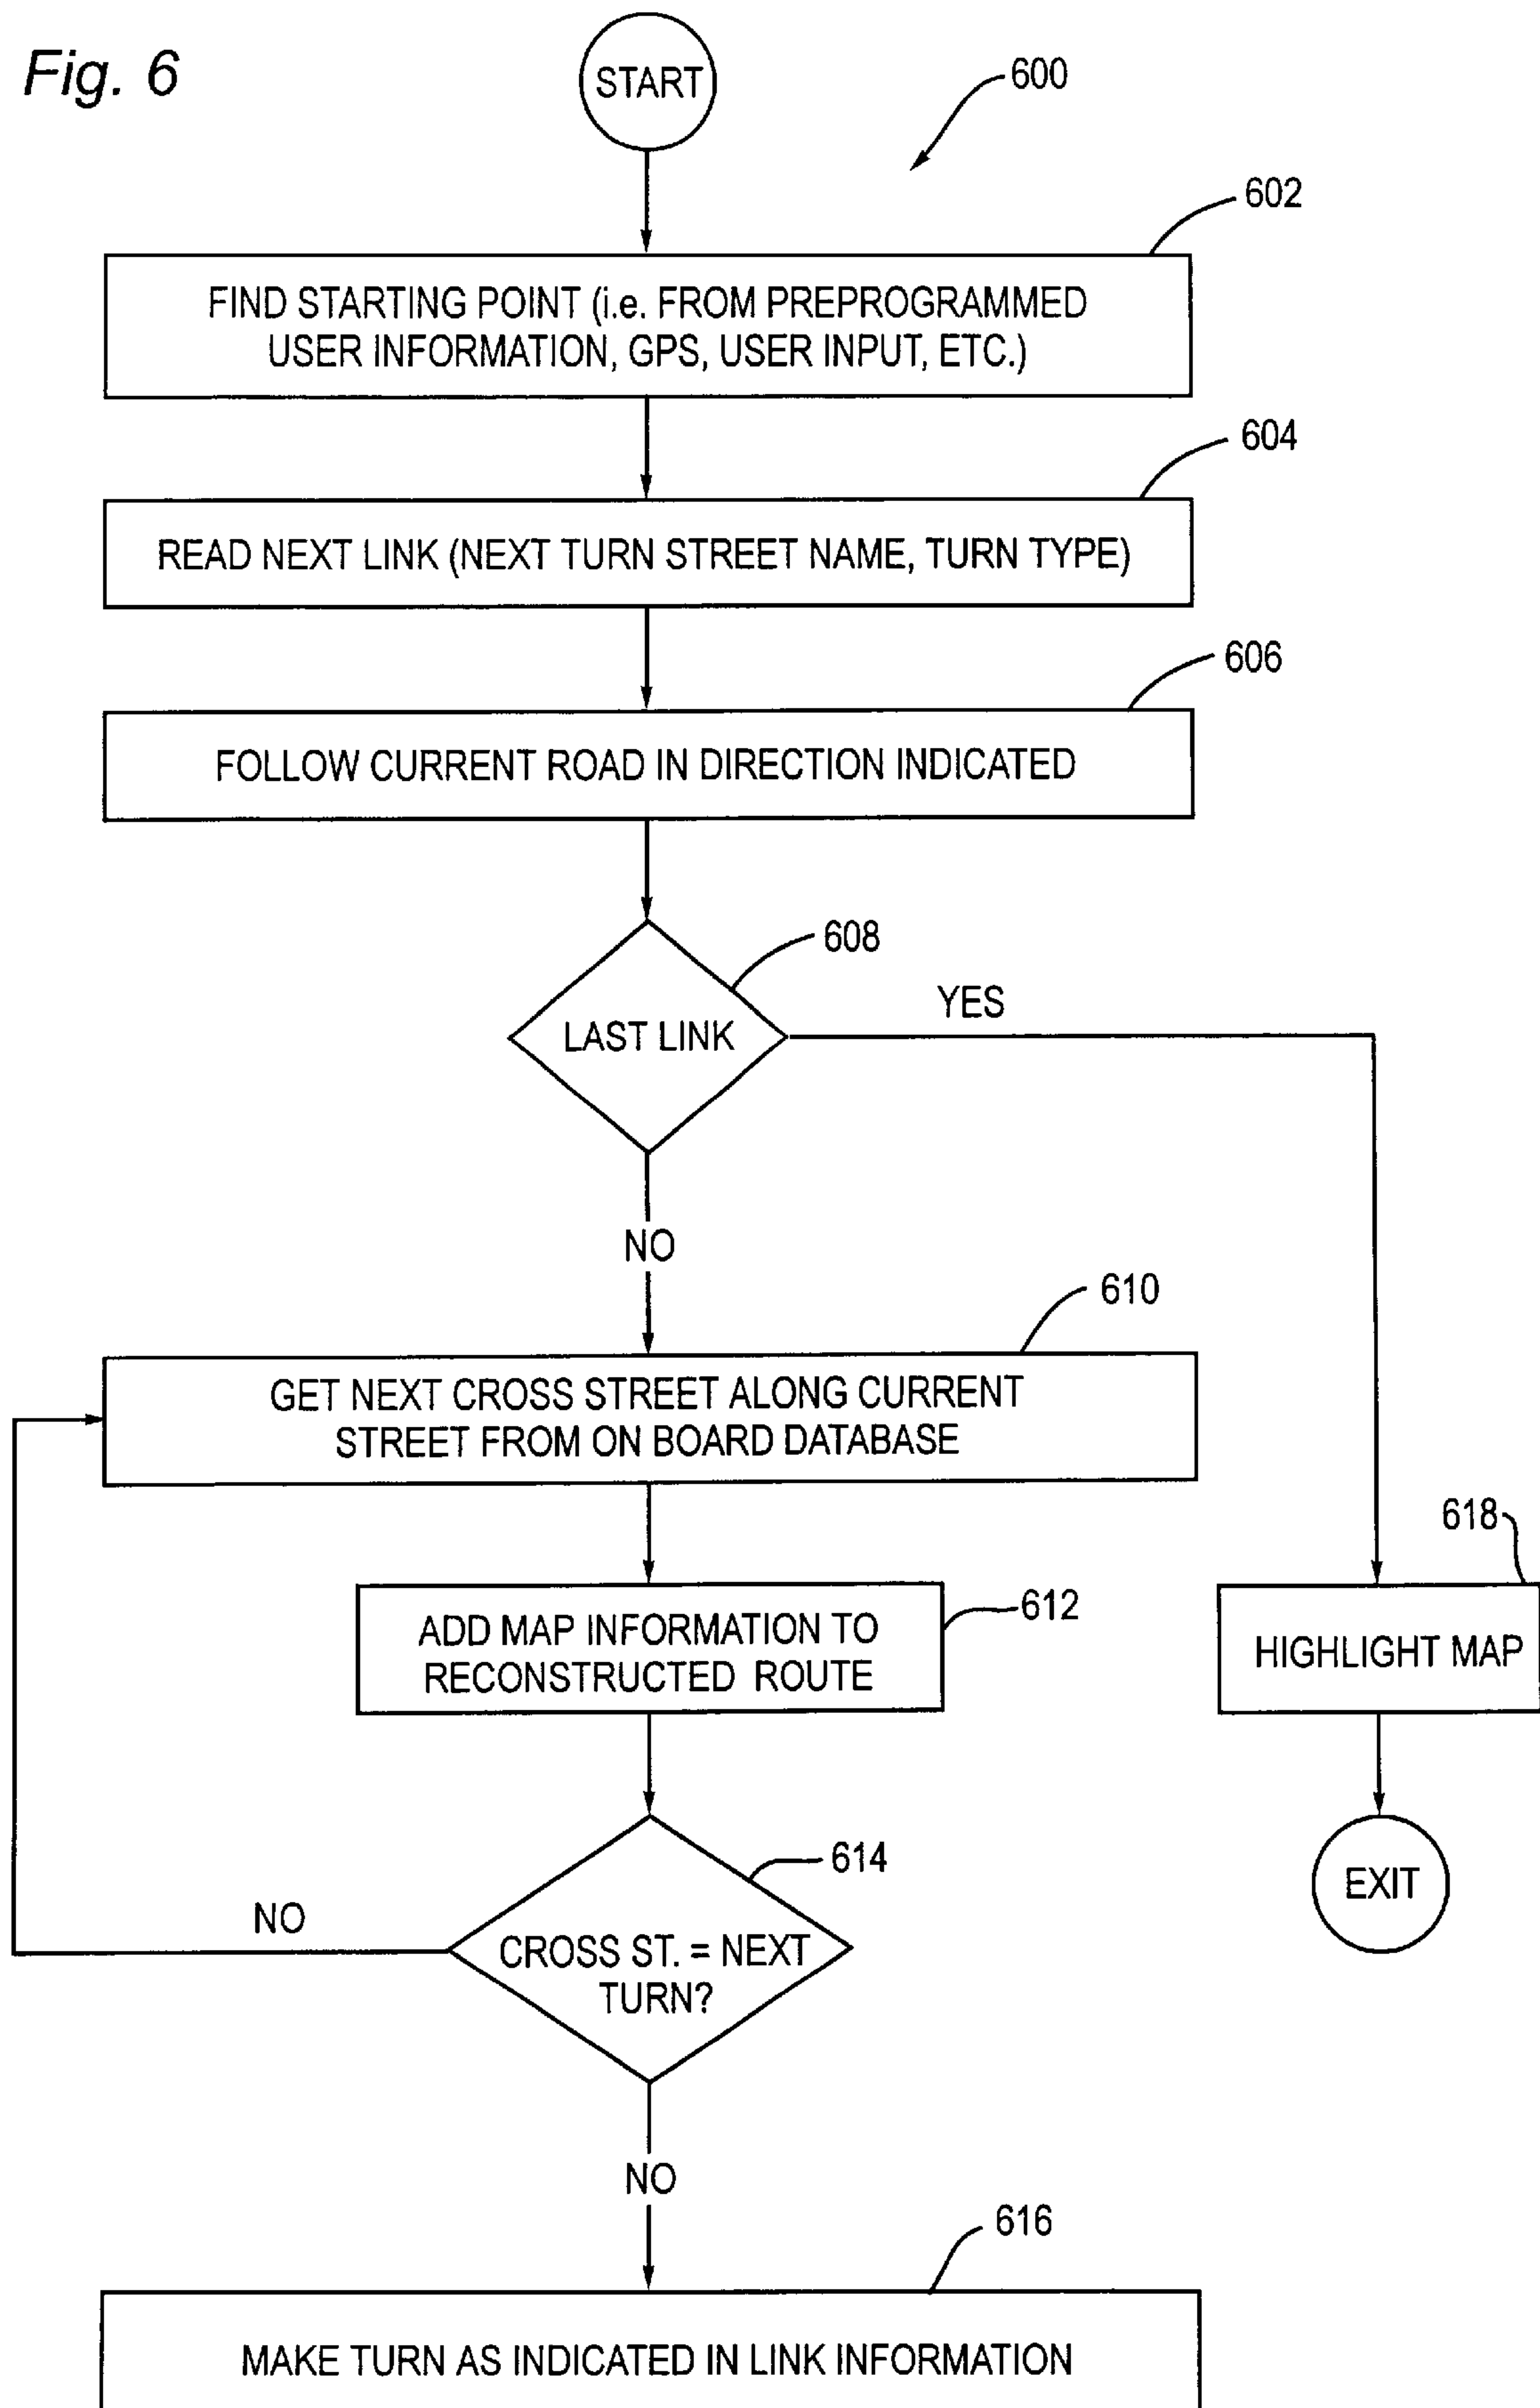 Fig. 6
START
600
602
FIND STARTING POINT (i.e. FROM PREPROGRAMMED
USER INFORMATION, GPS, USER INPUT, ETC.)
604
READ NEXT LINK (NEXT TURN STREET NAME, TURN TYPE)
606
FOLLOW CURRENT ROAD IN DIRECTION INDICATED
608
LAST LINK
YES
NO
610
GET NEXT CROSS STREET ALONG CURRENT
STREET FROM ON BOARD DATABASE
618
612
ADD MAP INFORMATION TO
RECONSTRUCTED ROUTE
HIGHLIGHT MAP
614
EXIT
NO
CROSS ST. = NEXT
TURN?
NO
616
MAKE TURN AS INDICATED IN LINK INFORMATION